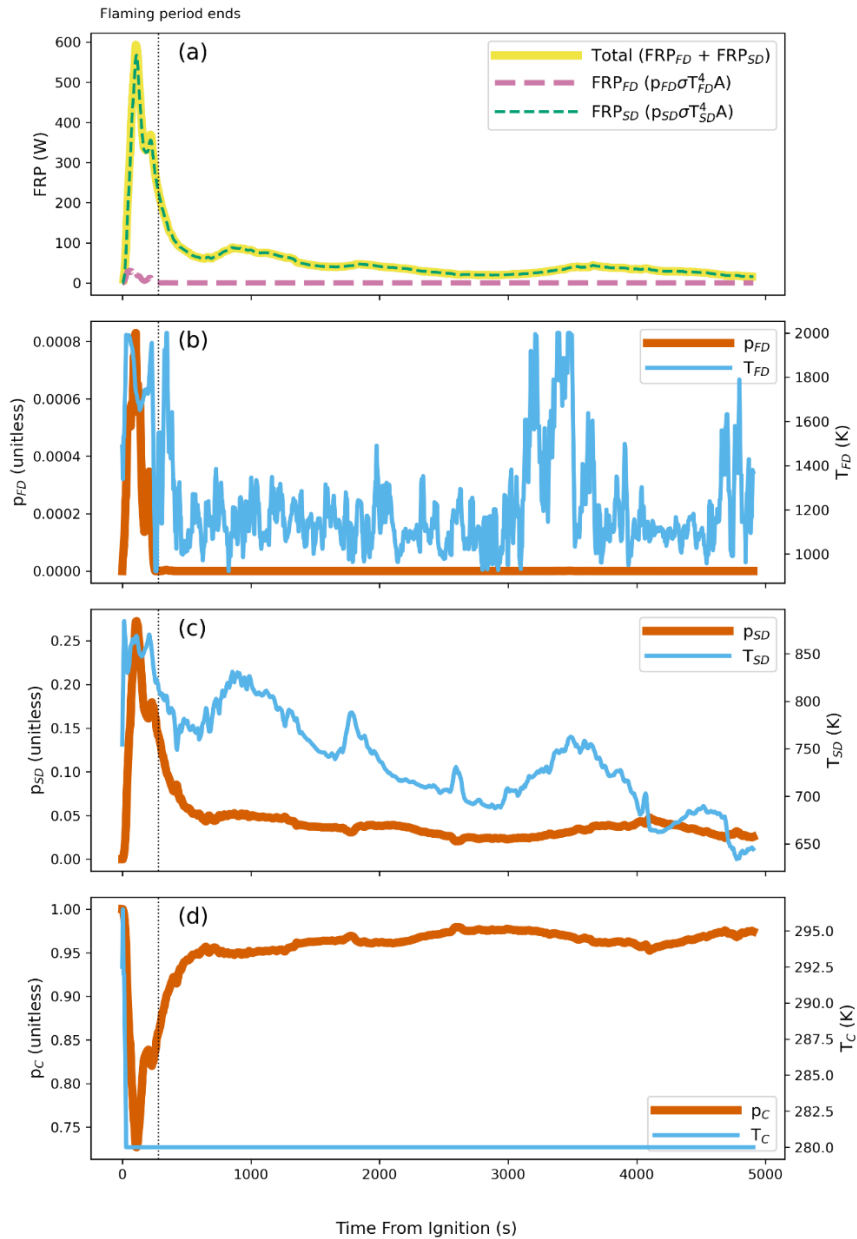 Flaming period ends
(a)
Total (FRP_FD + FRP_SD)
FRP_FD (p_FDσT⁴_FDA)
FRP_SD (p_SDσT⁴_SDA)
FRP (W)
600
500
400
300
200
100
0
(b)
p_FD
T_FD
p_FD (unitless)
0.0008
0.0006
0.0004
0.0002
0.0000
T_FD (K)
2000
1800
1600
1400
1200
1000
(c)
p_SD
T_SD
p_SD (unitless)
0.25
0.20
0.15
0.10
0.05
0.00
T_SD (K)
850
800
750
700
650
(d)
p_C
T_C
p_C (unitless)
1.00
0.95
0.90
0.85
0.80
0.75
T_C (K)
295.0
292.5
290.0
287.5
285.0
282.5
280.0
0 1000 2000 3000 4000 5000
Time From Ignition (s)